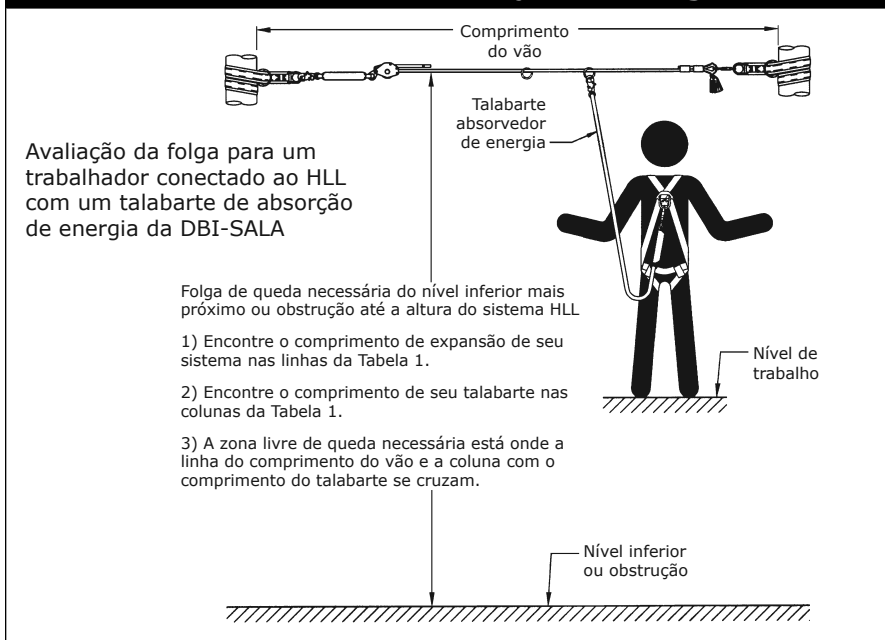 Comprimento
do vão
Talabarte
absorvedor
de energia
Avaliação da folga para um
trabalhador conectado ao HLL
com um talabarte de absorção
de energia da DBI-SALA
Folga de queda necessária do nível inferior mais
próximo ou obstrução até a altura do sistema HLL
1) Encontre o comprimento de expansão de seu
sistema nas linhas da Tabela 1.
2) Encontre o comprimento de seu talabarte nas
colunas da Tabela 1.
3) A zona livre de queda necessária está onde a
linha do comprimento do vão e a coluna com o
comprimento do talabarte se cruzam.
Nível de
trabalho
Nível inferior
ou obstrução